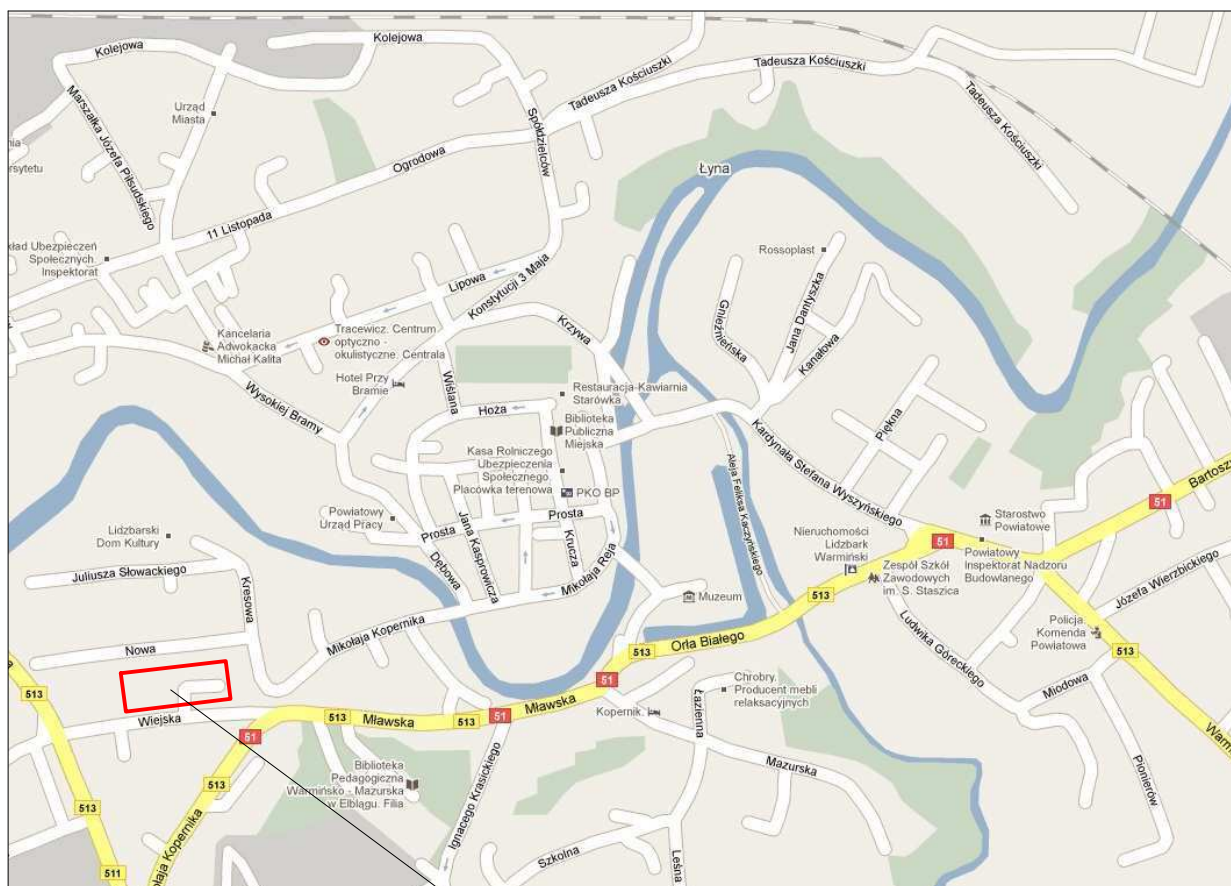 Kolejowa
Kolejowa
Marszałka Józefa Piłsudskiego
Urząd
Miasta
Spółdzielców
Tadeusza Kościuszki
Tadeusza Kościuszki
Tadeusza Kościuszki
Ogrodowa
11 Listopada
Łyna
Ubezpieczeń
Społecznych
Inspektorat
Rossoplast
Lipowa
Konstytucji 3 Maja
Kancelaria
Adwokacka
Michał Kalita
Tracewicz. Centrum
optyczno -
okulistyczne. Centrala
Hotel Przy
Bramie
Wysokiej Bramy
Wiślana
Krzywa
Gnieźnieńska
Jana Dantyszka
Kanałowa
Restauracja-Kawiarnia
Starówka
Hoża
Biblioteka
Publiczna
Miejska
Kasa Rolniczego
Ubezpieczenia
Społecznego.
Placówka terenowa
PKO BP
Piękna
Kardynała Stefana Wyszyńskiego
Aleja Feliksa Kaczyńskiego
51
Starostwo
Powiatowe
Powiatowy
Urząd Pracy
Prosta
Prosta
Jana Kasprowicza
Krucza
Mikołaja Reja
Dębowa
Lidzbarski
Dom Kultury
Juliusza Słowackiego
Kresowa
Nieruchomości
Lidzbark
Warmiński
51
Powiatowy
Inspektorat Nadzoru
Budowlanego
Zespół Szkół
Zawodowych
im. S. Staszica
Józefa Wierzbickiego
Muzeum
513
Mikołaja Kopernika
Orła Białego
513
Ludwika Góreckiego
Policja
Komenda
Powiatowa
513
Nowa
513
Wiejska
51
513
Mławska
513
51
Mławska
51
Kopernik.
Łazienna
Chrobry.
Producent mebli
relaksacyjnych
Miodowa
Pionierów
Mazurska
Biblioteka
Pedagogiczna
Warmińsko - Mazurska
w Elblągu. Filia
Ignacego Krasickiego
513
513
511
Szkolna
Leśna